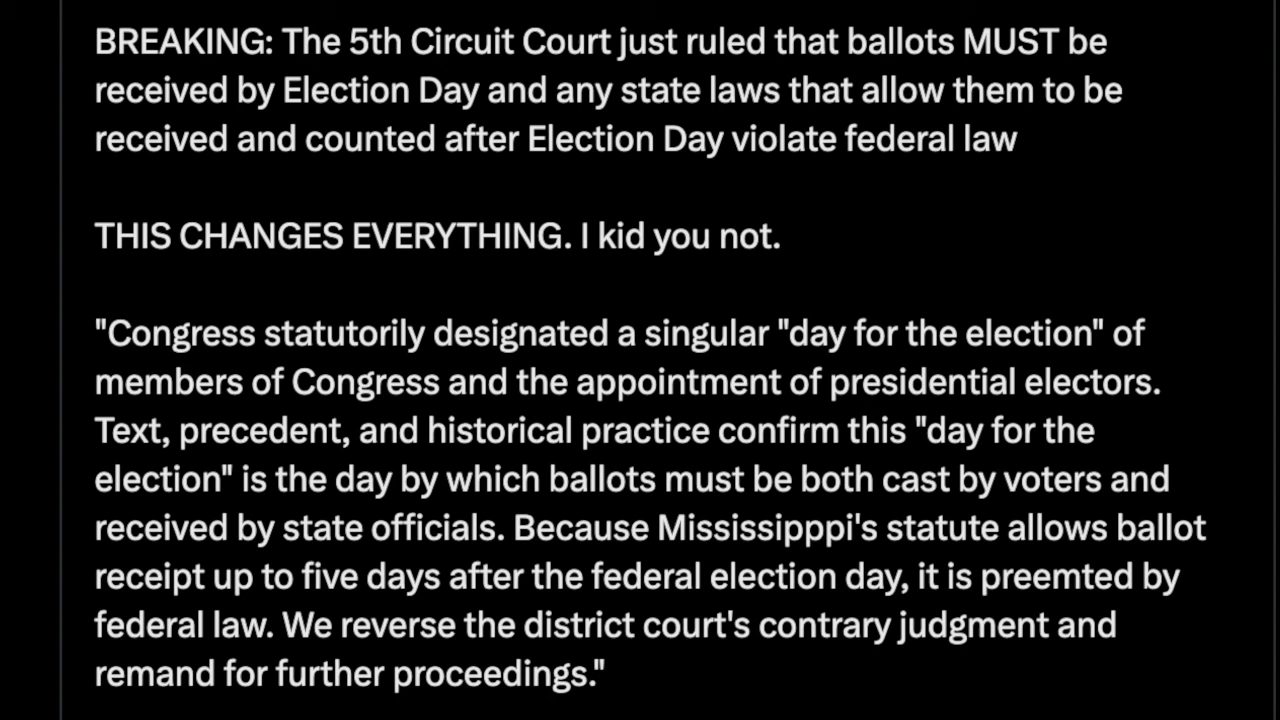 BREAKING: The 5th Circuit Court just ruled that ballots MUST be
received by Election Day and any state laws that allow them to be
received and counted after Election Day violate federal law
THIS CHANGES EVERYTHING. I kid you not.
"Congress statutorily designated a singular "day for the election" of
members of Congress and the appointment of presidential electors.
Text, precedent, and historical practice confirm this "day for the
election" is the day by which ballots must be both cast by voters and
received by state officials. Because Mississipppi's statute allows ballot
receipt up to five days after the federal election day, it is preemted by
federal law. We reverse the district court's contrary judgment and
remand for further proceedings."